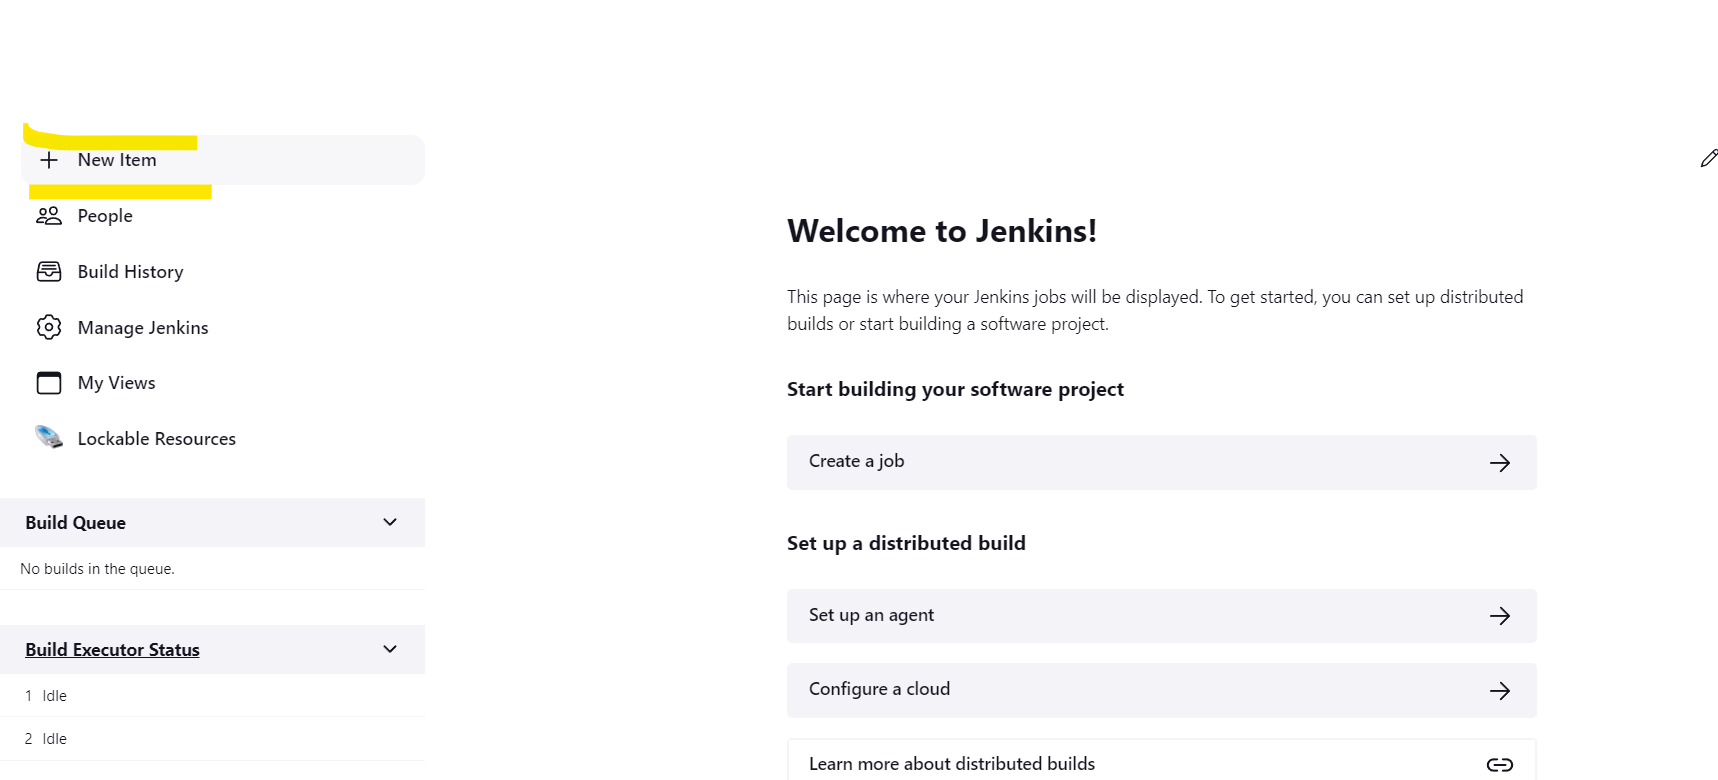 New Item
People
Build History
Manage Jenkins
My Views
Lockable Resources
Build Queue
No builds in the queue.
Build Executor Status
1 Idle
2 Idle
Welcome to Jenkins!
This page is where your Jenkins jobs will be displayed. To get started, you can set up distributed
builds or start building a software project.
Start building your software project
Create a job
Set up a distributed build
Set up an agent
Configure a cloud
Learn more about distributed builds